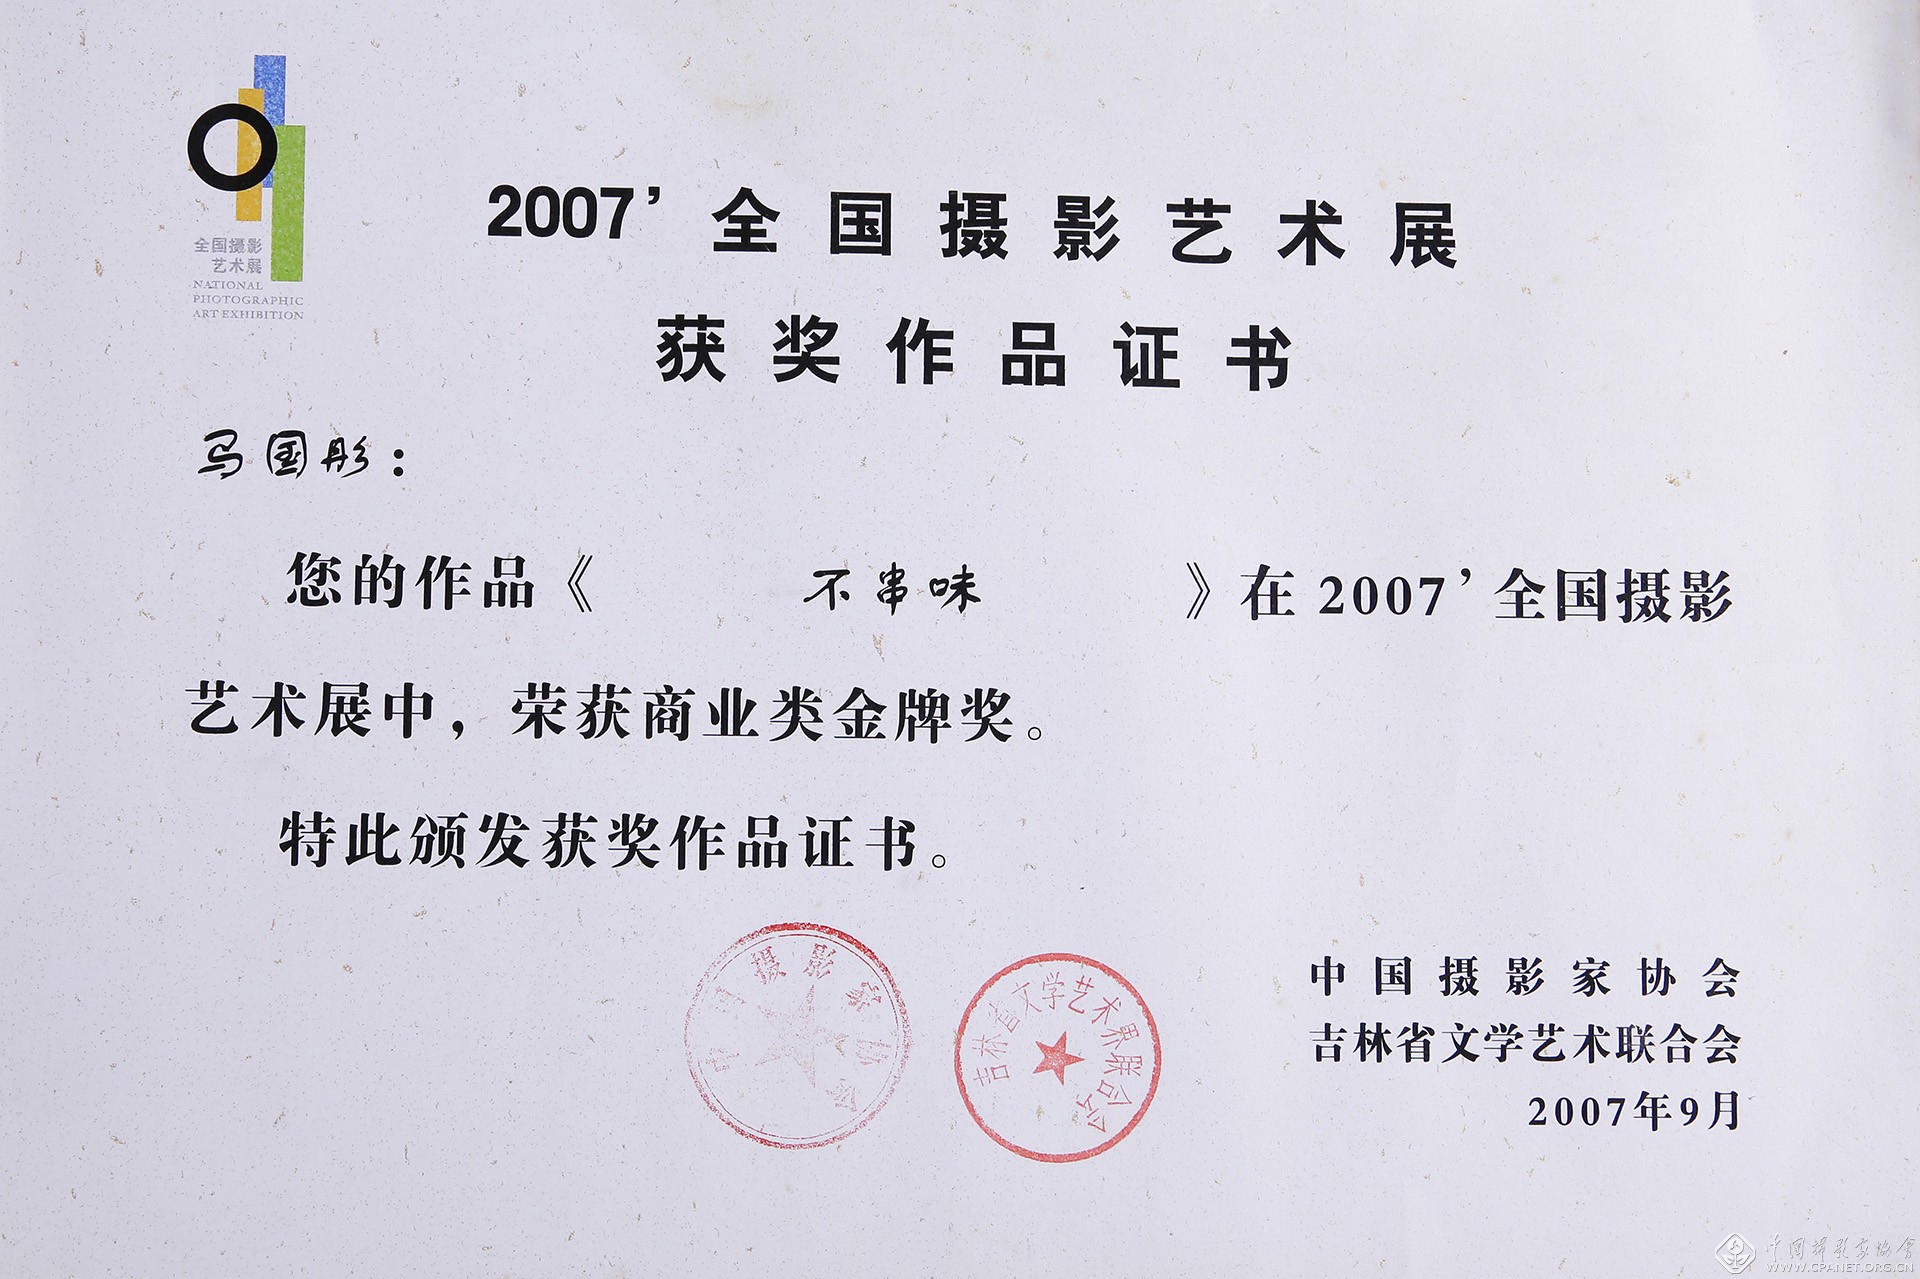 全国摄影
艺术展
NATIONAL
PHOTOGRAPHIC
ART EXHIBITION
2007’全国摄影艺术展
获奖作品证书
马国彤：
您的作品《 不串味 》在2007’全国摄影
艺术展中，荣获商业类金牌奖。
特此颁发获奖作品证书。
中国摄影家协会
吉林省文学艺术界联合会
中国摄影家协会
吉林省文学艺术联合会
2007年9月
中国摄影家协会
WWW.CPANET.ORG.CN